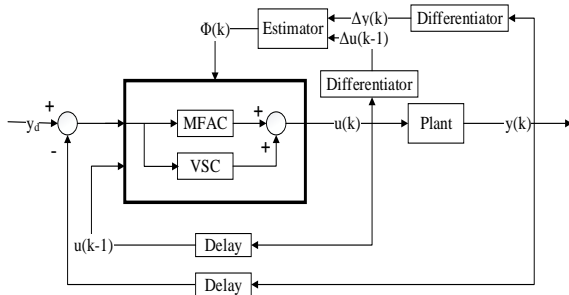 Δy(k)
Differentiator
Φ(k)
Estimator
Δu(k-1)
Differentiator
+
MFAC
+
y_d
u(k)
Plant
y(k)
+
-
VSC
u(k-1)
Delay
Delay